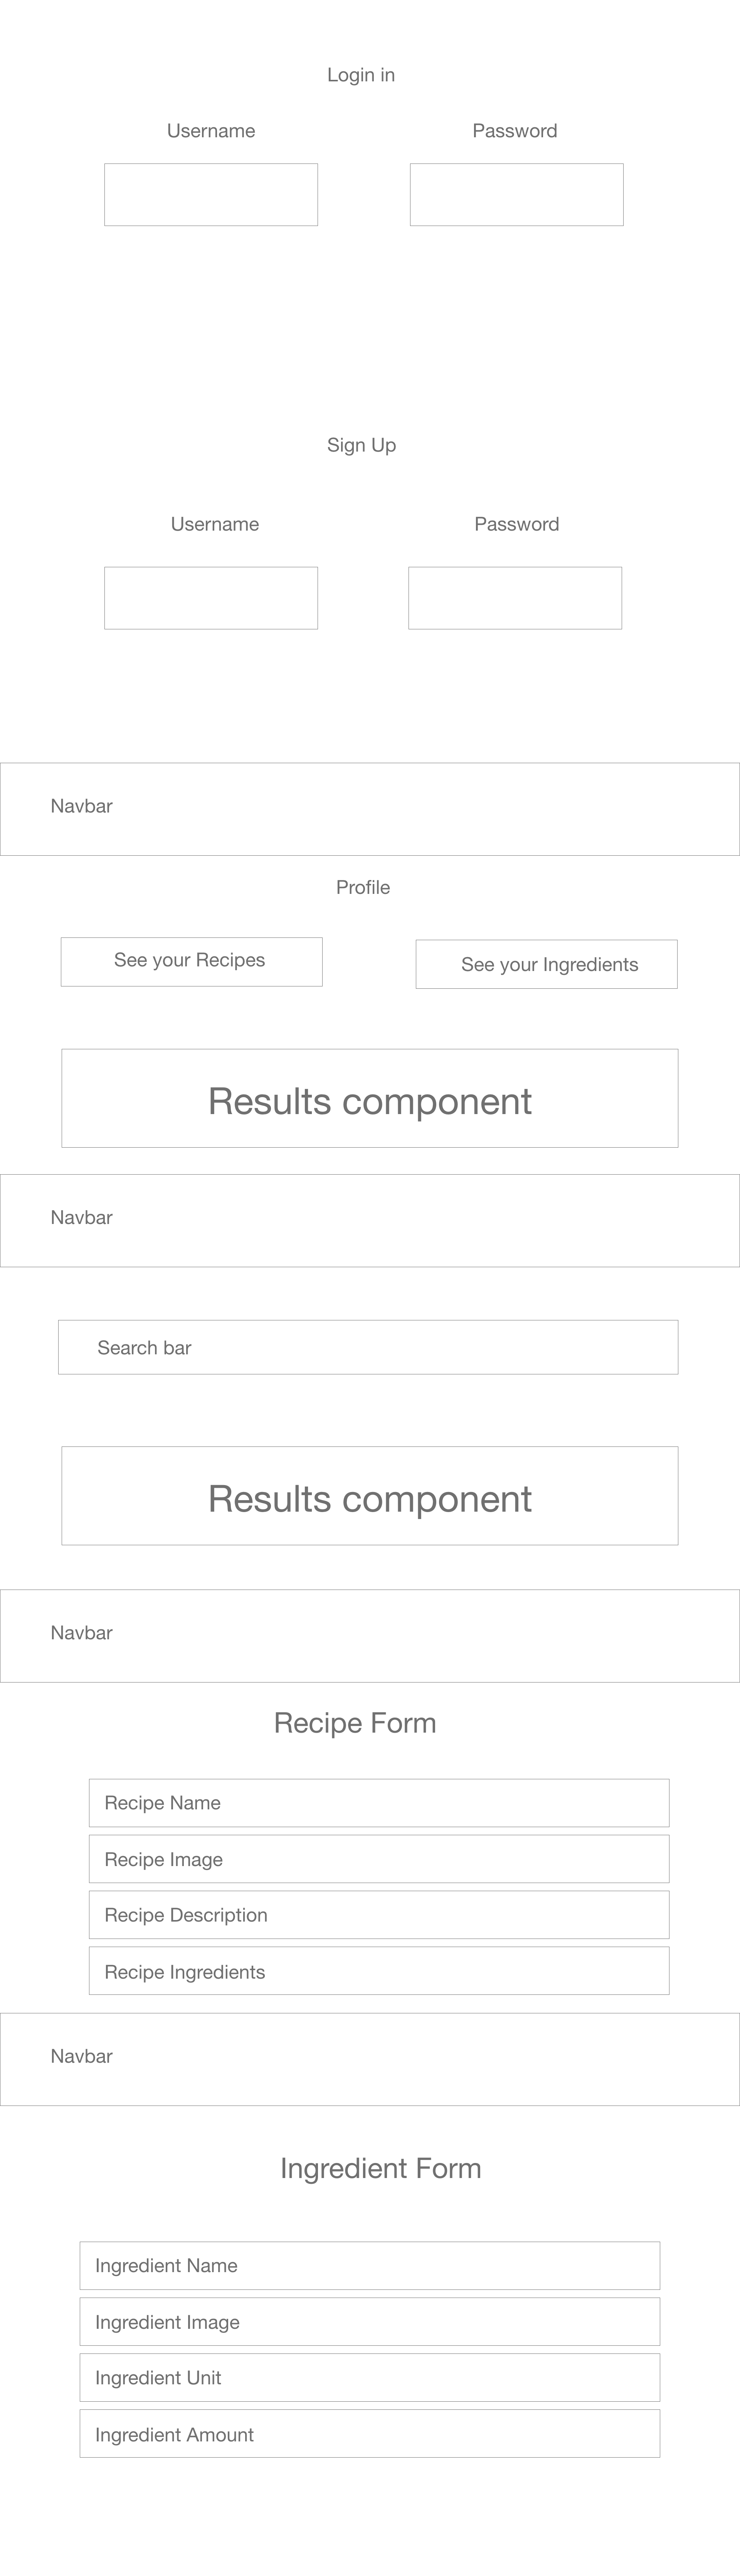 Login in
Username
Password
Sign Up
Username
Password
Navbar
Profile
See your Recipes
See your Ingredients
Results component
Navbar
Search bar
Results component
Navbar
Recipe Form
Recipe Name
Recipe Image
Recipe Description
Recipe Ingredients
Navbar
Ingredient Form
Ingredient Name
Ingredient Image
Ingredient Unit
Ingredient Amount